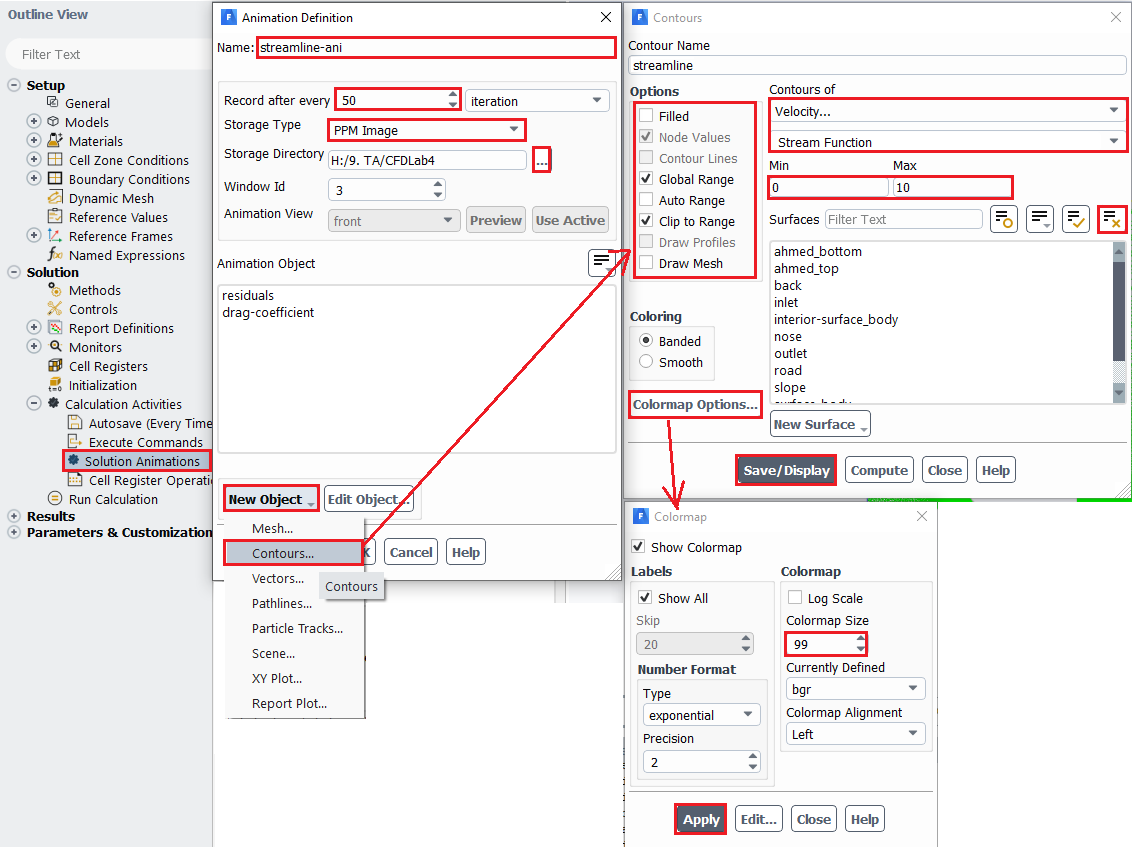 Outline View
Filter Text
Setup
General
Models
Materials
Cell Zone Conditions
Boundary Conditions
Dynamic Mesh
Reference Values
Reference Frames
Named Expressions
Solution
Methods
Controls
Report Definitions
Monitors
Cell Registers
Initialization
Calculation Activities
Autosave (Every Time
Execute Commands
Solution Animations
Cell Register Operati
Run Calculation
Results
Parameters & Customization
Animation Definition
Name: streamline-ani
Record after every 50 iteration
Storage Type PPM Image
Storage Directory H:/9. TA/CFDLab4 ...
Window Id 3
Animation View front Preview Use Active
Animation Object
residuals
drag-coefficient
New Object Edit Object...
Mesh...
Contours...
Vectors...
Pathlines...
Particle Tracks...
Scene...
XY Plot...
Report Plot...
K Cancel Help
Contours
Contours
Contour Name
streamline
Options
Filled
Node Values
Contour Lines
Global Range
Auto Range
Clip to Range
Draw Profiles
Draw Mesh
Coloring
Banded
Smooth
Colormap Options...
Contours of
Velocity...
Stream Function
Min Max
0 10
Surfaces Filter Text
ahmed_bottom
ahmed_top
back
inlet
interior-surface_body
nose
outlet
road
slope
surface_body
New Surface
Save/Display Compute Close Help
Colormap
Show Colormap
Labels
Show All
Skip
20
Number Format
Type
exponential
Precision
2
Colormap
Log Scale
Colormap Size
99
Currently Defined
bgr
Colormap Alignment
Left
Apply Edit... Close Help